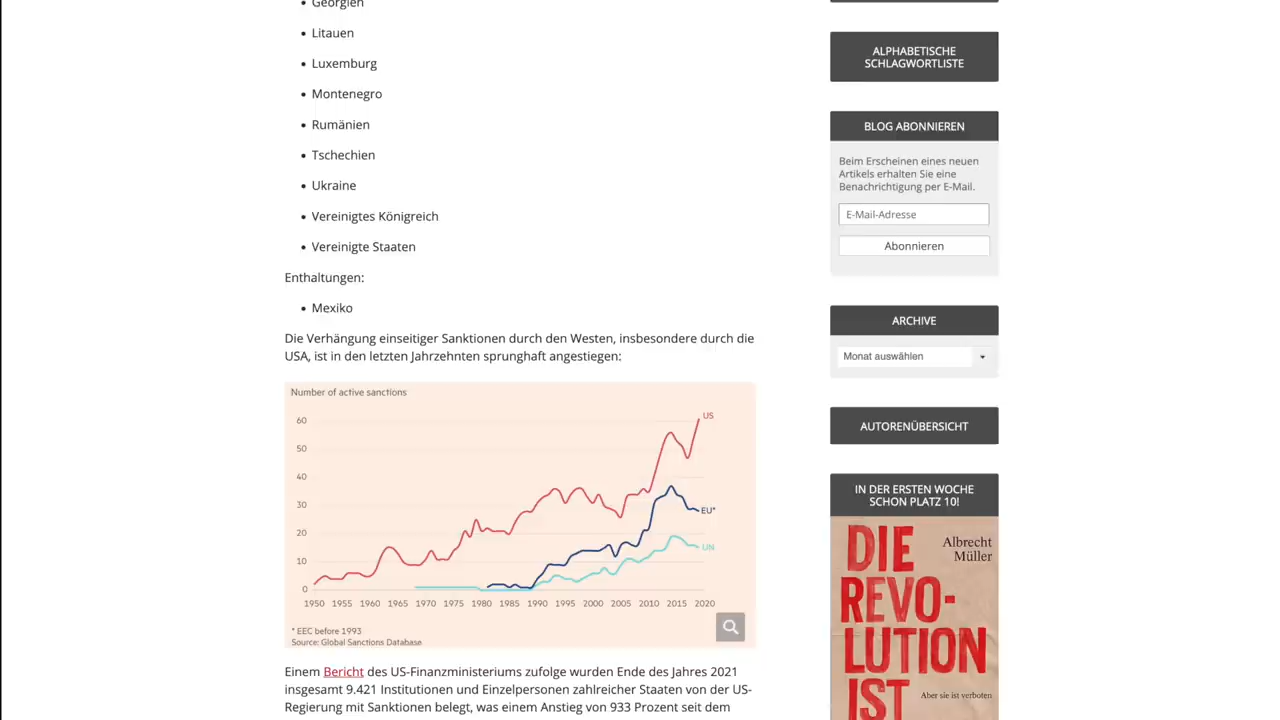 Georgien
Litauen
Luxemburg
Montenegro
Rumänien
Tschechien
Ukraine
Vereinigtes Königreich
Vereinigte Staaten
Enthaltungen:
Mexiko
Die Verhängung einseitiger Sanktionen durch den Westen, insbesondere durch die
USA, ist in den letzten Jahrzehnten sprunghaft angestiegen:
Number of active sanctions
60
50
40
30
20
10
0
US
EU*
UN
1950 1955 1960 1965 1970 1975 1980 1985 1990 1995 2000 2005 2010 2015 2020
* EEC before 1993
Source: Global Sanctions Database
Einem Bericht des US-Finanzministeriums zufolge wurden Ende des Jahres 2021
insgesamt 9.421 Institutionen und Einzelpersonen zahlreicher Staaten von der US-
Regierung mit Sanktionen belegt, was einem Anstieg von 933 Prozent seit dem
ALPHABETISCHE
SCHLAGWORTLISTE
BLOG ABONNIEREN
Beim Erscheinen eines neuen
Artikels erhalten Sie eine
Benachrichtigung per E-Mail.
E-Mail-Adresse
Abonnieren
ARCHIVE
Monat auswählen
AUTORENÜBERSICHT
IN DER ERSTEN WOCHE
SCHON PLATZ 10!
Albrecht
Müller
DIE
REVO-
LUTION
IST
Aber sie ist verboten